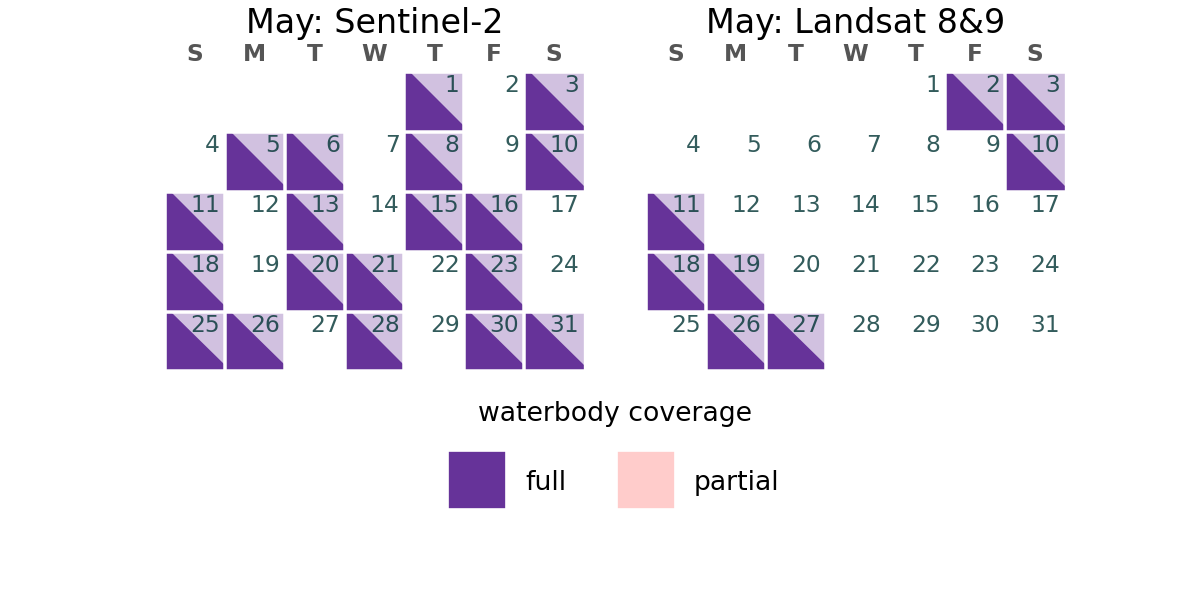 May: Sentinel-2
S M T W T F S
1 2 3
4 5 6 7 8 9 10
11 12 13 14 15 16 17
18 19 20 21 22 23 24
25 26 27 28 29 30 31
May: Landsat 8&9
S M T W T F S
1 2 3
4 5 6 7 8 9 10
11 12 13 14 15 16 17
18 19 20 21 22 23 24
25 26 27 28 29 30 31
waterbody coverage
full partial